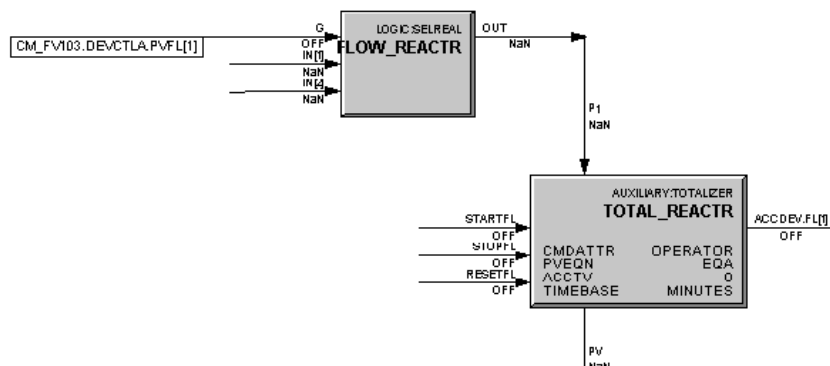 G
LOGIC:SELREAL
OUT
CM_FV103.DEVCTLA.PVFL[1]
OFF
FLOW_REACTR
NaN
IN[1]
NaN
IN[2]
NaN
P1
NaN
AUXILIARY:TOTALIZER
TOTAL_REACTR
STARTFL
ACCDEV.FL[1]
OFF
OFF
STOPFL
OFF
CMDATTR OPERATOR
PVEQN EQA
RESETFL
ACCTV 0
OFF
TIMEBASE MINUTES
PV
NaN